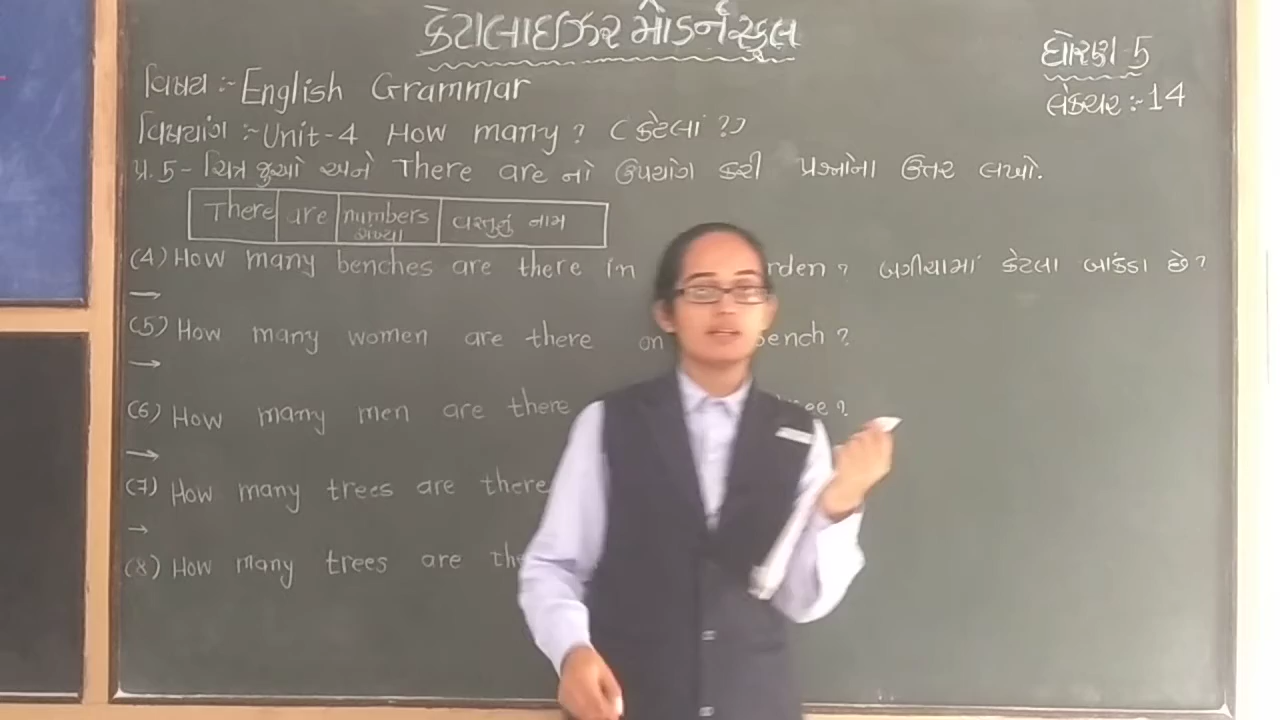 કેટાલાઇઝર મોડર્ન સ્કુલ
ધોરણ 5
વિષય :- English Grammar
લેકચર :- 14
વિષયાંગ :- Unit-4 How many ? (કેટલાં ?)
પ્ર. 5 - ચિત્ર જુઓ અને There are નો ઉપયોગ કરી પ્રશ્નોના ઉત્તર લખો.
There are numbers સંખ્યા વસ્તુનું નામ
(4) How many benches are there in rden ? બગીચામાં કેટલા બાંકડા છે ?
→
(5) How many women are there on bench ?
→
(6) How many men are there tree ?
→
(7) How many trees are there
→
(8) How many trees are the